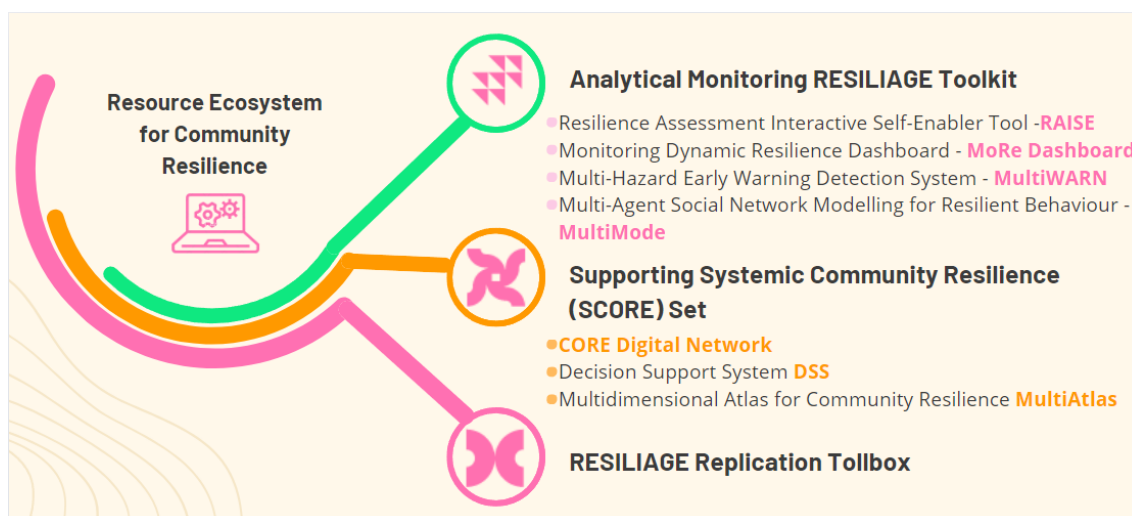 Resource Ecosystem
for Community
Resilience
Analytical Monitoring RESILIAGE Toolkit
Resilience Assessment Interactive Self-Enabler Tool -RAISE
Monitoring Dynamic Resilience Dashboard - MoRe Dashboard
Multi-Hazard Early Warning Detection System - MultiWARN
Multi-Agent Social Network Modelling for Resilient Behaviour -
MultiMode
Supporting Systemic Community Resilience
(SCORE) Set
CORE Digital Network
Decision Support System DSS
Multidimensional Atlas for Community Resilience MultiAtlas
RESILIAGE Replication Tollbox